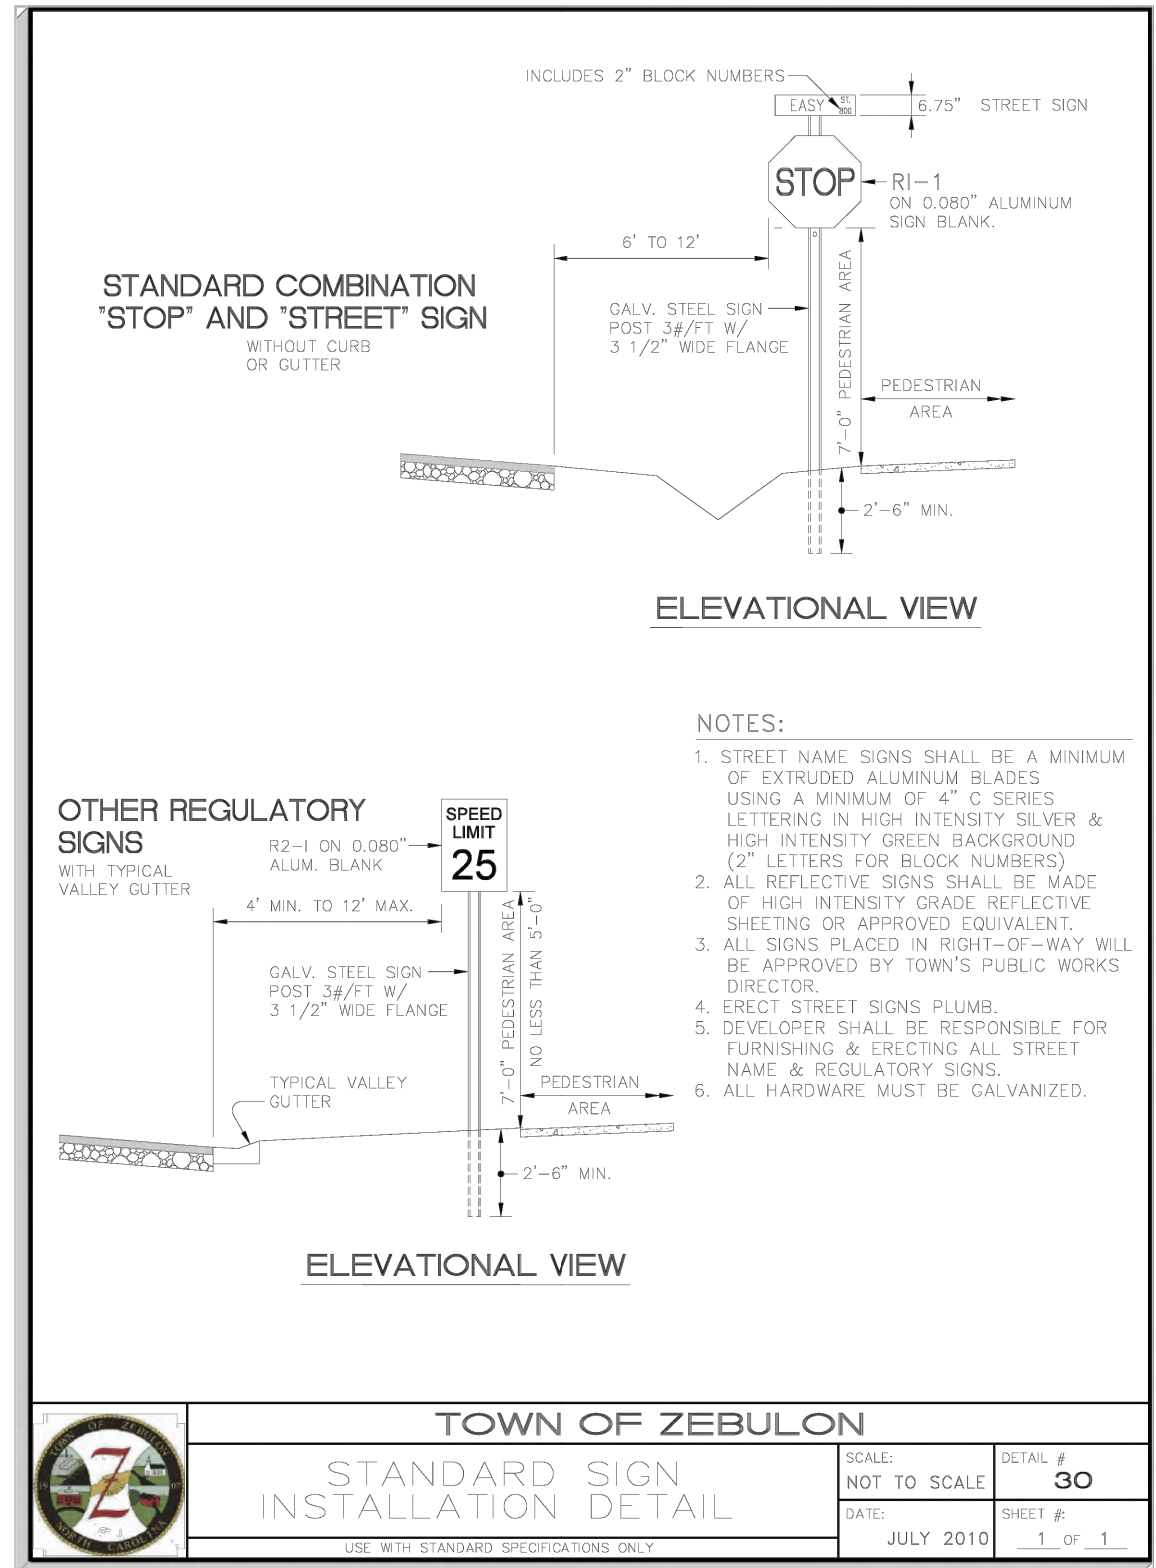 INCLUDES 2" BLOCK NUMBERS
EASY ST.
800
6.75" STREET SIGN
STOP
R1-1
ON 0.080" ALUMINUM
SIGN BLANK.
6' TO 12'
STANDARD COMBINATION
"STOP" AND "STREET" SIGN
WITHOUT CURB
OR GUTTER
GALV. STEEL SIGN
POST 3#/FT W/
3 1/2" WIDE FLANGE
7'-0" PEDESTRIAN AREA
PEDESTRIAN
AREA
2'-6" MIN.
ELEVATIONAL VIEW
NOTES:
1. STREET NAME SIGNS SHALL BE A MINIMUM
OF EXTRUDED ALUMINUM BLADES
USING A MINIMUM OF 4" C SERIES
LETTERING IN HIGH INTENSITY SILVER &
HIGH INTENSITY GREEN BACKGROUND
(2" LETTERS FOR BLOCK NUMBERS)
2. ALL REFLECTIVE SIGNS SHALL BE MADE
OF HIGH INTENSITY GRADE REFLECTIVE
SHEETING OR APPROVED EQUIVALENT.
3. ALL SIGNS PLACED IN RIGHT-OF-WAY WILL
BE APPROVED BY TOWN'S PUBLIC WORKS
DIRECTOR.
4. ERECT STREET SIGNS PLUMB.
5. DEVELOPER SHALL BE RESPONSIBLE FOR
FURNISHING & ERECTING ALL STREET
NAME & REGULATORY SIGNS.
6. ALL HARDWARE MUST BE GALVANIZED.
OTHER REGULATORY
SIGNS
WITH TYPICAL
VALLEY GUTTER
SPEED
LIMIT
25
R2-1 ON 0.080"
ALUM. BLANK
4' MIN. TO 12' MAX.
GALV. STEEL SIGN
POST 3#/FT W/
3 1/2" WIDE FLANGE
7'-0" PEDESTRIAN AREA
NO LESS THAN 5'-0"
TYPICAL VALLEY
GUTTER
PEDESTRIAN
AREA
2'-6" MIN.
ELEVATIONAL VIEW
TOWN OF ZEBULON
1907
NORTH CAROLINA
Z
TOWN OF ZEBULON
STANDARD SIGN
INSTALLATION DETAIL
USE WITH STANDARD SPECIFICATIONS ONLY
SCALE:
NOT TO SCALE
DETAIL #
30
DATE:
JULY 2010
SHEET #:
1 OF 1